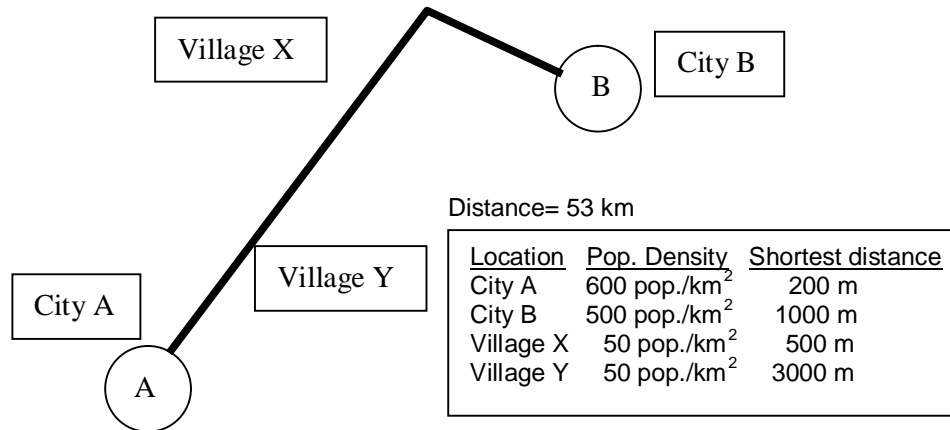 Village X
B
City B
Distance= 53 km
Location Pop. Density Shortest distance
City A 600 pop./km² 200 m
City B 500 pop./km² 1000 m
Village X 50 pop./km² 500 m
Village Y 50 pop./km² 3000 m
Village Y
City A
A